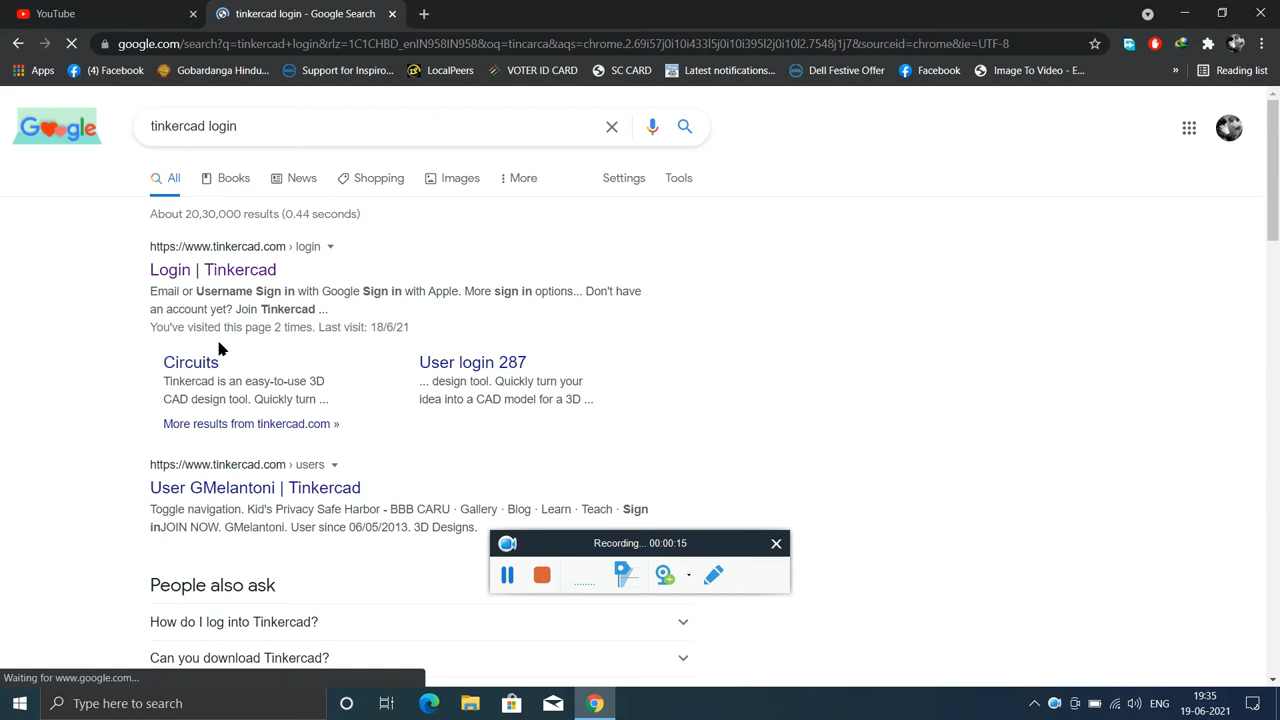 YouTube
tinkercad login - Google Search
google.com/search?q=tinkercad+login&rlz=1C1CHBD_enIN958IN958&oq=tincarca&aqs=chrome.2.69i57j0i10i433l5j0i10i395l2j0i10l2.7548j1j7&sourceid=chrome&ie=UTF-8
Apps
(4) Facebook
Gobardanga Hindu...
Support for Inspiro...
LocalPeers
VOTER ID CARD
SC CARD
Latest notifications...
Dell Festive Offer
Facebook
Image To Video - E...
»
Reading list
tinkercad login
All
Books
News
Shopping
Images
More
Settings
Tools
About 20,30,000 results (0.44 seconds)
https://www.tinkercad.com › login
Login | Tinkercad
Email or Username Sign in with Google Sign in with Apple. More sign in options... Don't have
an account yet? Join Tinkercad ...
You've visited this page 2 times. Last visit: 18/6/21
Circuits
Tinkercad is an easy-to-use 3D
CAD design tool. Quickly turn ...
User login 287
... design tool. Quickly turn your
idea into a CAD model for a 3D ...
More results from tinkercad.com »
https://www.tinkercad.com › users
User GMelantoni | Tinkercad
Toggle navigation. Kid's Privacy Safe Harbor - BBB CARU · Gallery · Blog · Learn · Teach · Sign
inJOIN NOW. GMelantoni. User since 06/05/2013. 3D Designs.
Recording... 00:00:15
People also ask
How do I log into Tinkercad?
Can you download Tinkercad?
Waiting for www.google.com...
Type here to search
ENG
19:35
19-06-2021